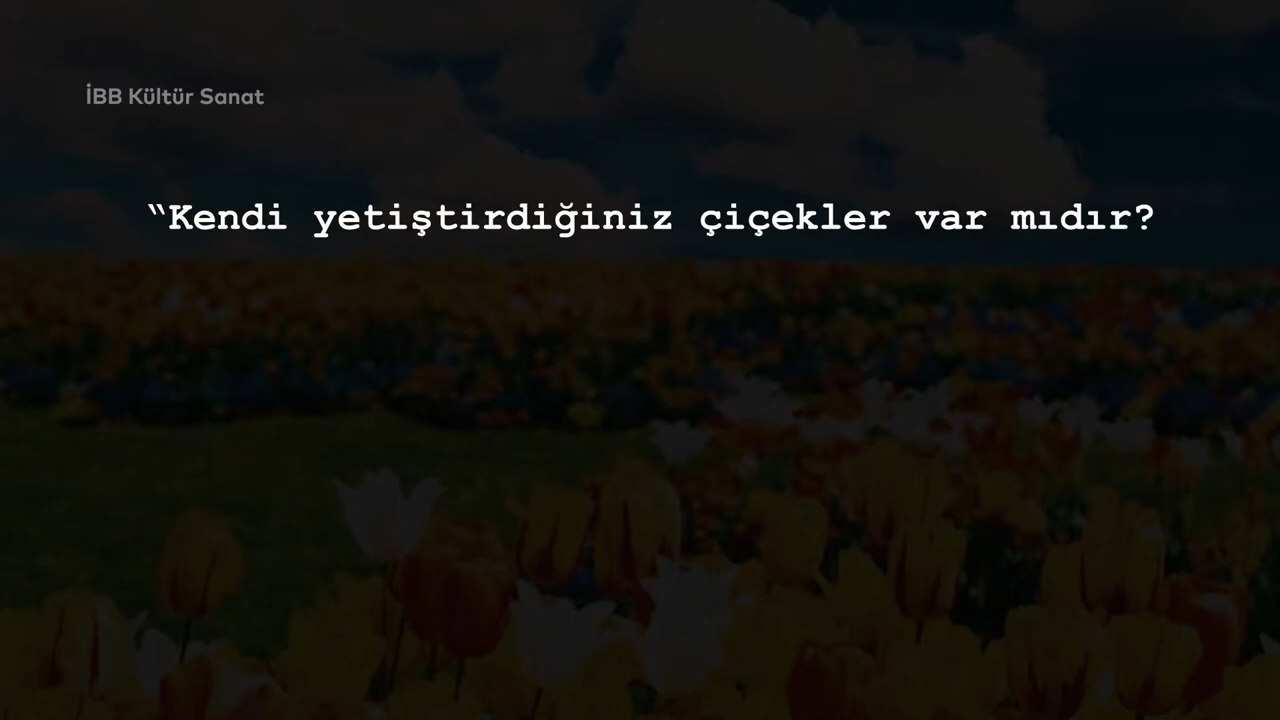 İBB Kültür Sanat
“Kendi yetiştirdiğiniz çiçekler var mıdır?